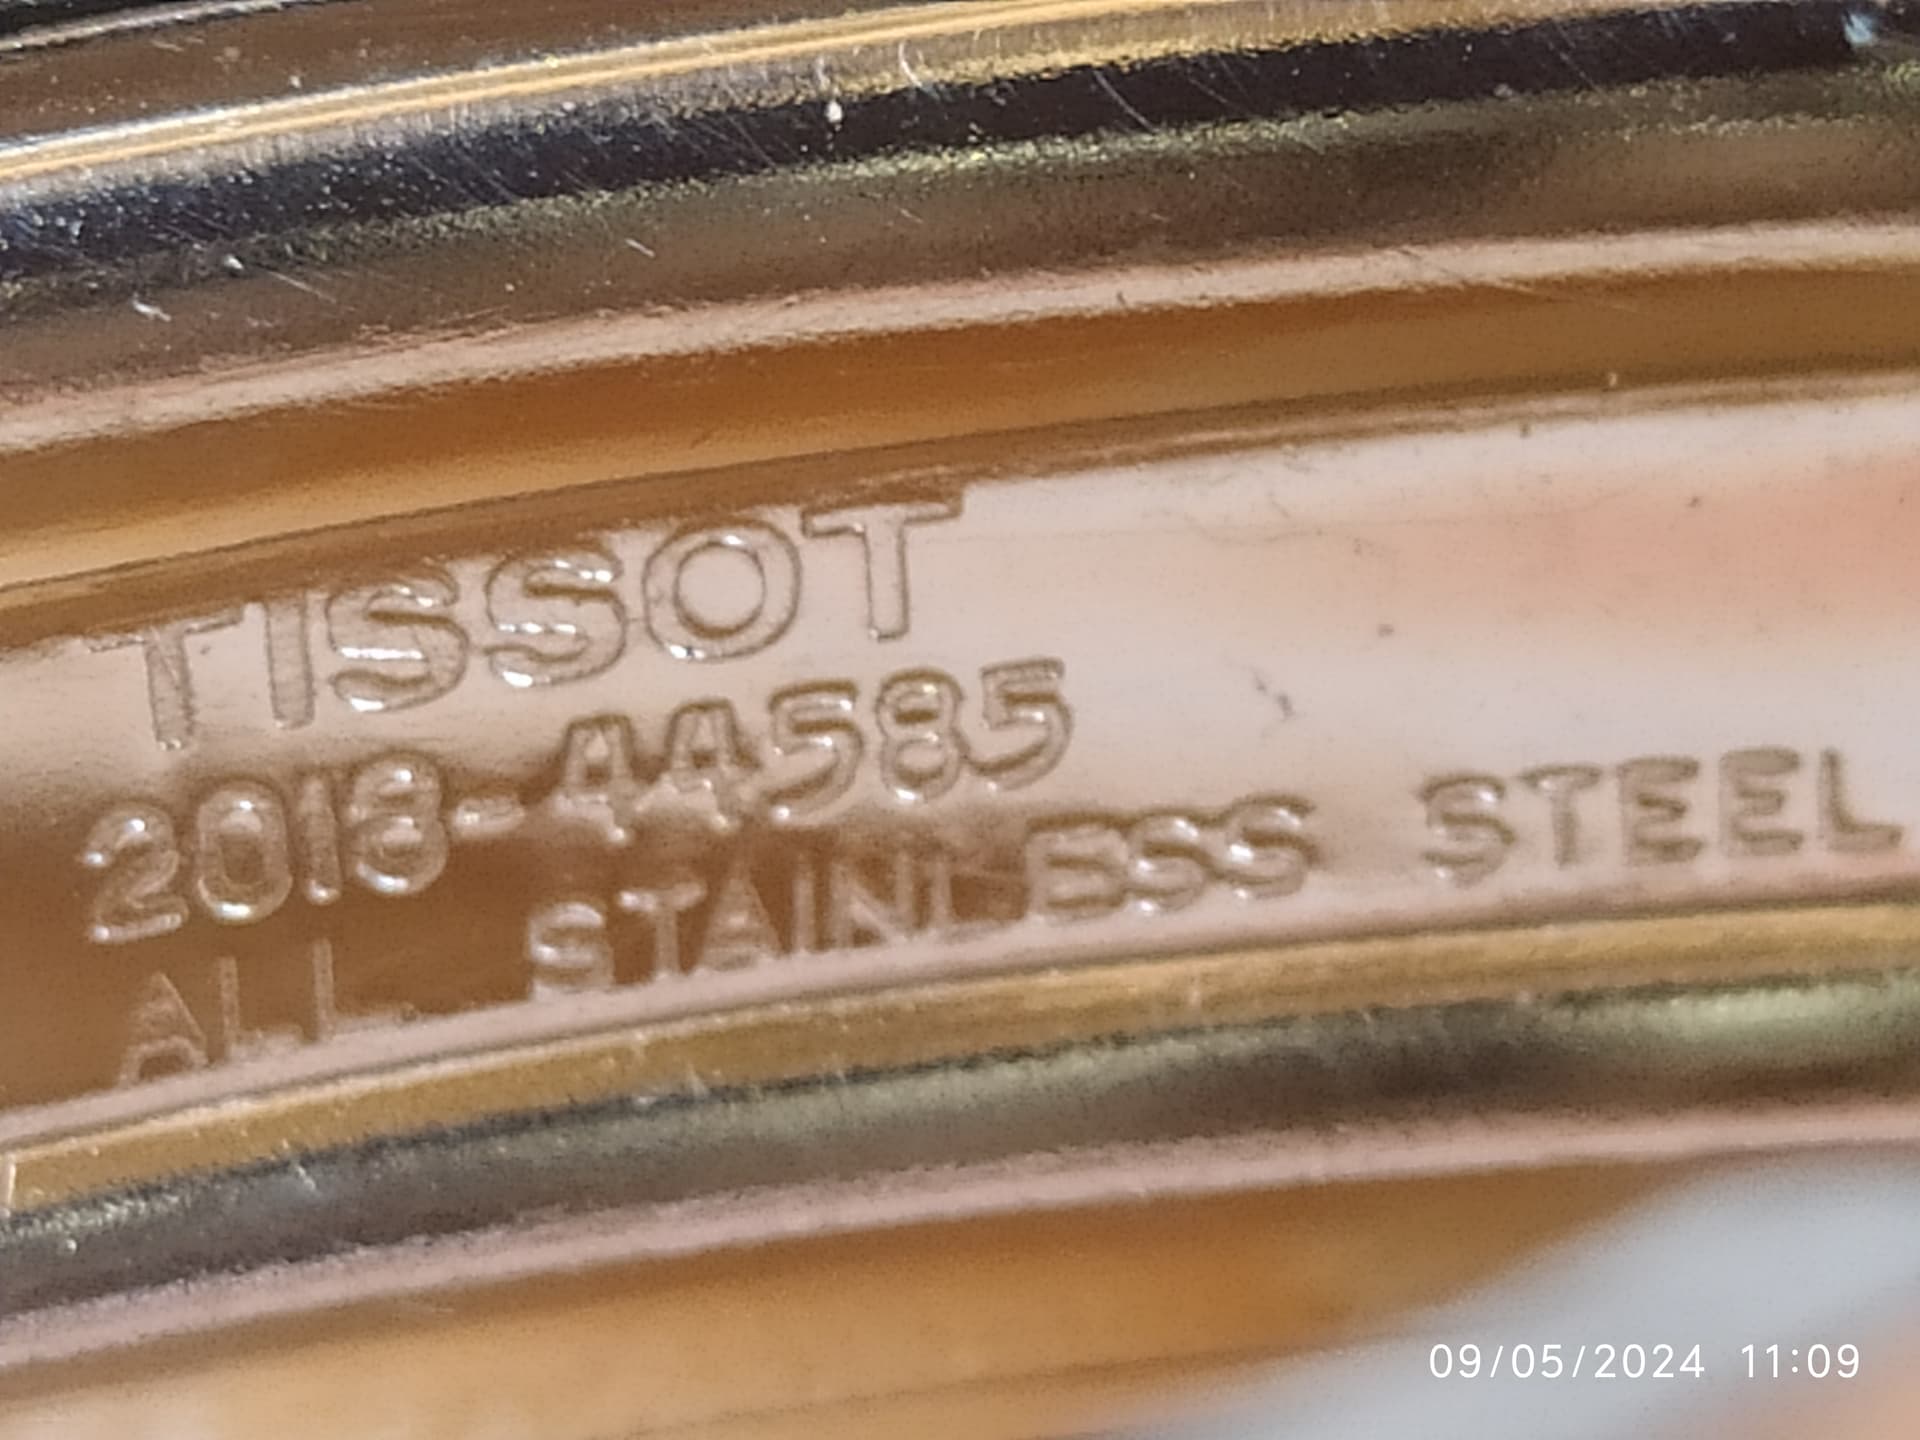 TISSOT
2018-44585
ALL STAINLESS STEEL
09/05/2024 11:09